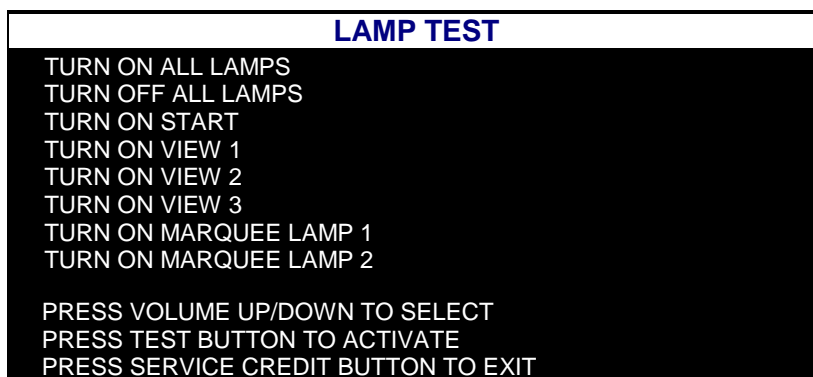 LAMP TEST
TURN ON ALL LAMPS
TURN OFF ALL LAMPS
TURN ON START
TURN ON VIEW 1
TURN ON VIEW 2
TURN ON VIEW 3
TURN ON MARQUEE LAMP 1
TURN ON MARQUEE LAMP 2
PRESS VOLUME UP/DOWN TO SELECT
PRESS TEST BUTTON TO ACTIVATE
PRESS SERVICE CREDIT BUTTON TO EXIT